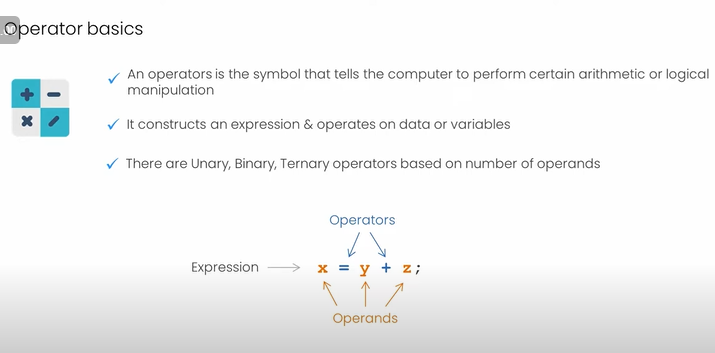 Operator basics
An operators is the symbol that tells the computer to perform certain arithmetic or logical
manipulation
It constructs an expression & operates on data or variables
There are Unary, Binary, Ternary operators based on number of operands
Operators
Expression x = y + z;
Operands